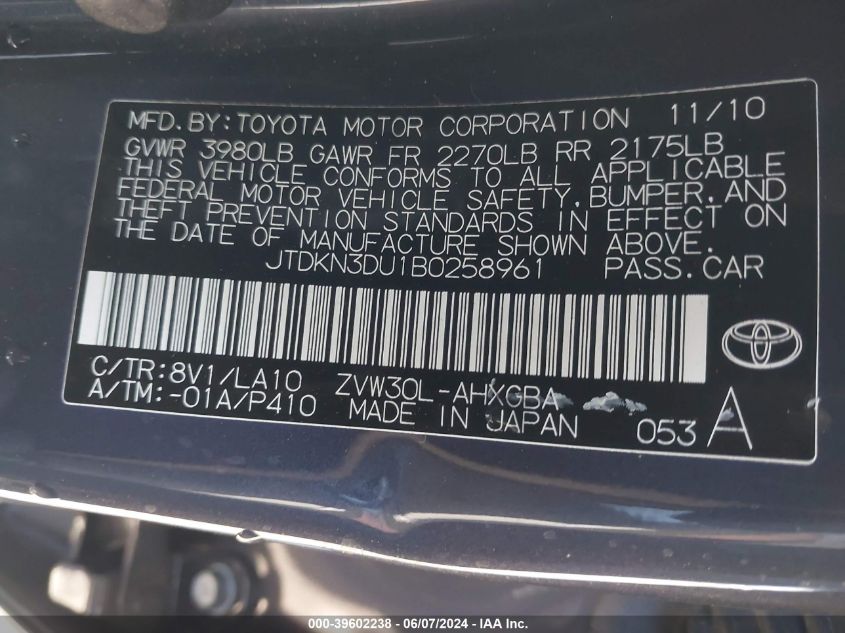 MFD.BY:TOYOTA MOTOR CORPORATION 11/10
GVWR 3980LB GAWR FR 2270LB RR 2175LB
THIS VEHICLE CONFORMS TO ALL APPLICABLE
FEDERAL MOTOR VEHICLE SAFETY,BUMPER,AND
THEFT PREVENTION STANDARDS IN EFFECT ON
THE DATE OF MANUFACTURE SHOWN ABOVE.
JTDKN3DU1B0258961 PASS.CAR
C/TR:8V1/LA10 ZVW30L-AHXGBA
A/TM:-01A/P410 MADE IN JAPAN 053 A
000-39602238 - 06/07/2024 - IAA Inc.